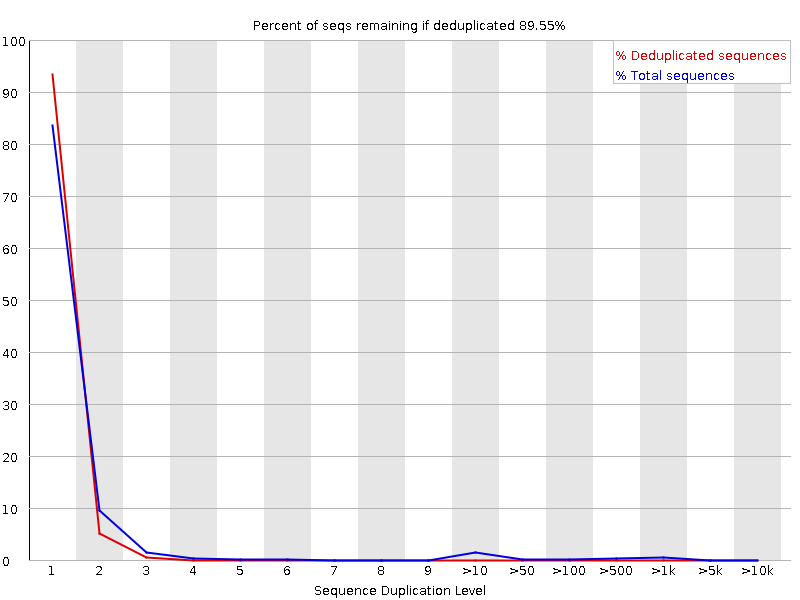 Percent of seqs remaining if deduplicated 89.55%
% Deduplicated sequences
% Total sequences
100
90
80
70
60
50
40
30
20
10
0
1 2 3 4 5 6 7 8 9 >10 >50 >100 >500 >1k >5k >10k
Sequence Duplication Level